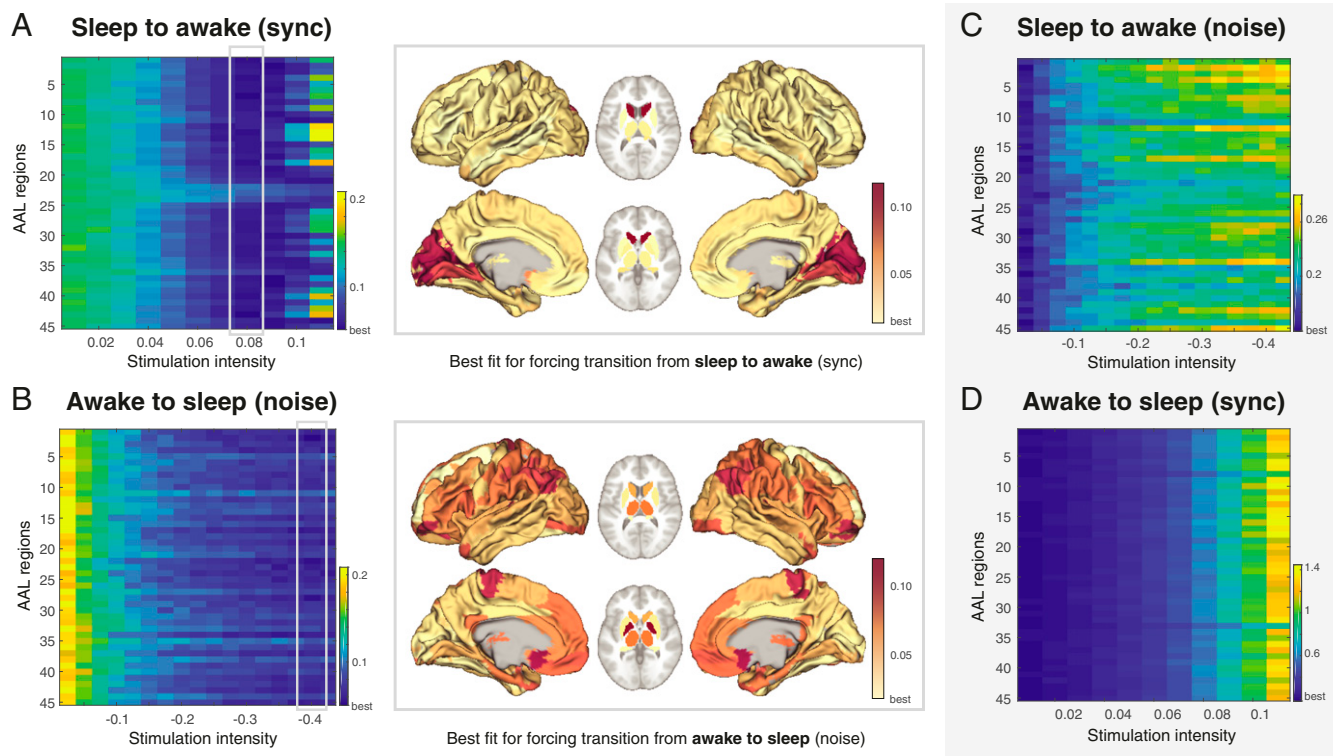 A Sleep to awake (sync)
AAL regions
5
10
15
20
25
30
35
40
45
0.02 0.04 0.06 0.08 0.1
Stimulation intensity
0.2
0.1
best
0.10
0.05
best
Best fit for forcing transition from sleep to awake (sync)
C Sleep to awake (noise)
AAL regions
5
10
15
20
25
30
35
40
45
-0.1 -0.2 -0.2 -0.3 -0.4
Stimulation intensity
0.26
0.2
best
B Awake to sleep (noise)
AAL regions
5
10
15
20
25
30
35
40
45
-0.1 -0.2 -0.2 -0.3 -0.4
Stimulation intensity
0.2
0.1
best
0.10
0.05
best
Best fit for forcing transition from awake to sleep (noise)
D Awake to sleep (sync)
AAL regions
5
10
15
20
25
30
35
40
45
0.02 0.04 0.06 0.08 0.1
Stimulation intensity
1.4
1
0.6
best